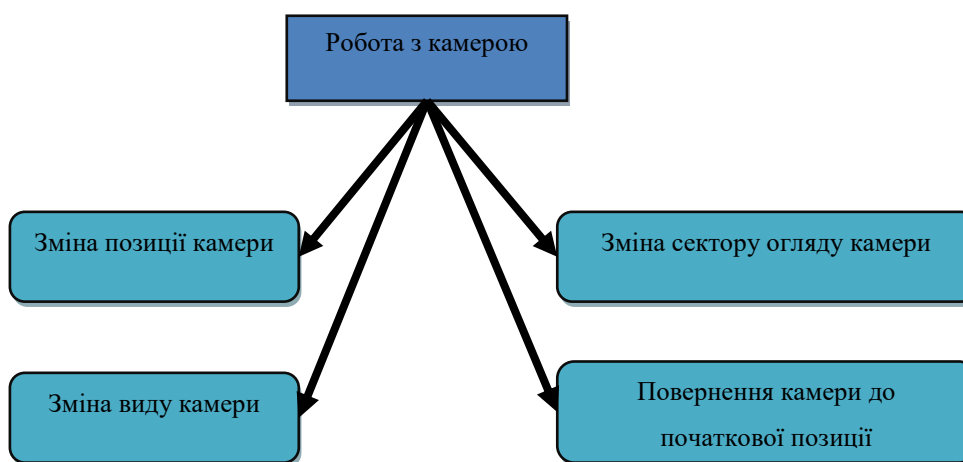 Робота з камерою
Зміна позиції камери
Зміна сектору огляду камери
Зміна виду камери
Повернення камери до
початкової позиції